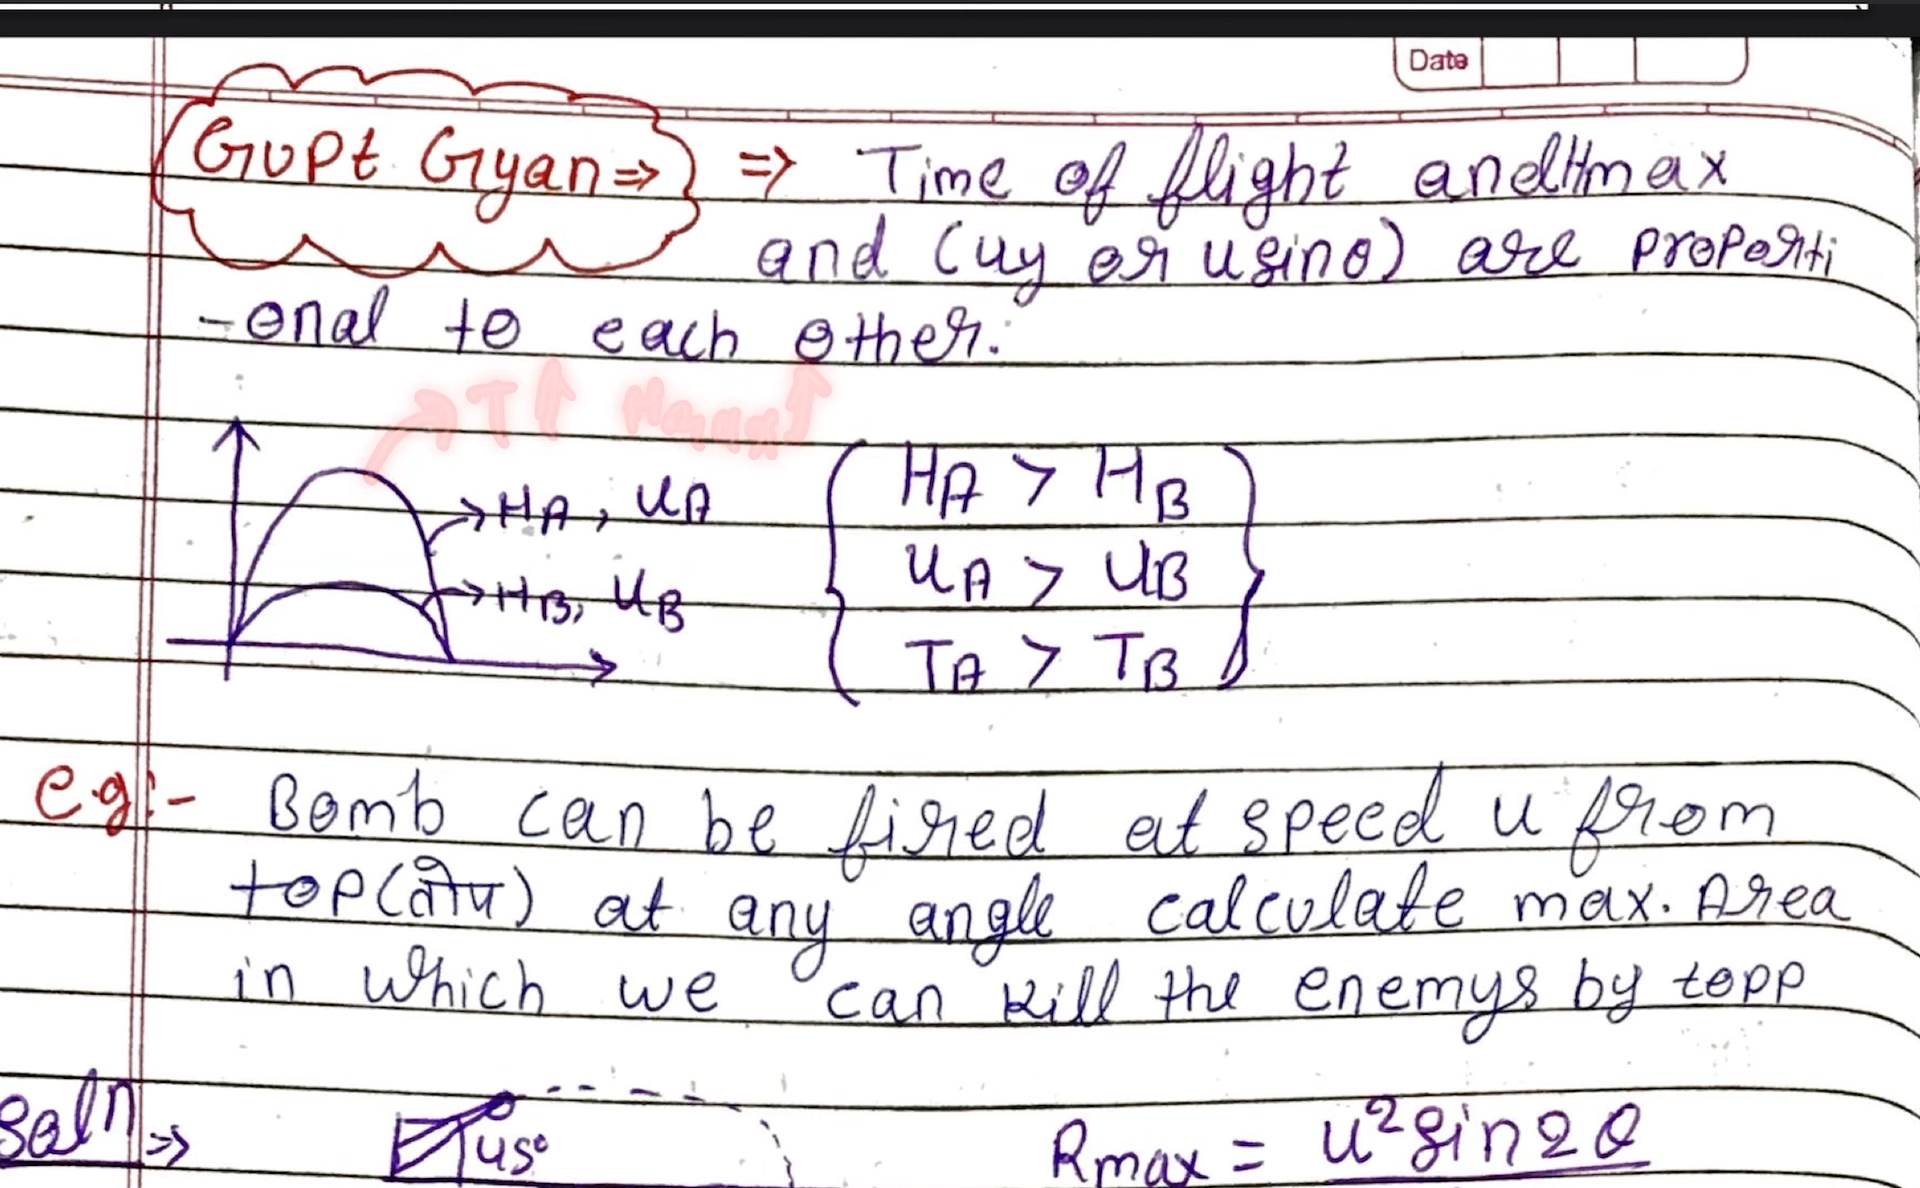 Date
Gupt Gyan⇒ ⇒ Time of flight and Hmax
and (uy or usinθ) are proporti
-onal to each other.
T↑ Hmax↑
→HA, uA
→HB, uB
HA > HB
uA > uB
TA > TB
e.g:- Bomb can be fired at speed u from
top(तोप) at any angle calculate max. Area
in which we can kill the enemys by topp
Soln⇒
45°
Rmax = u²sin2θ